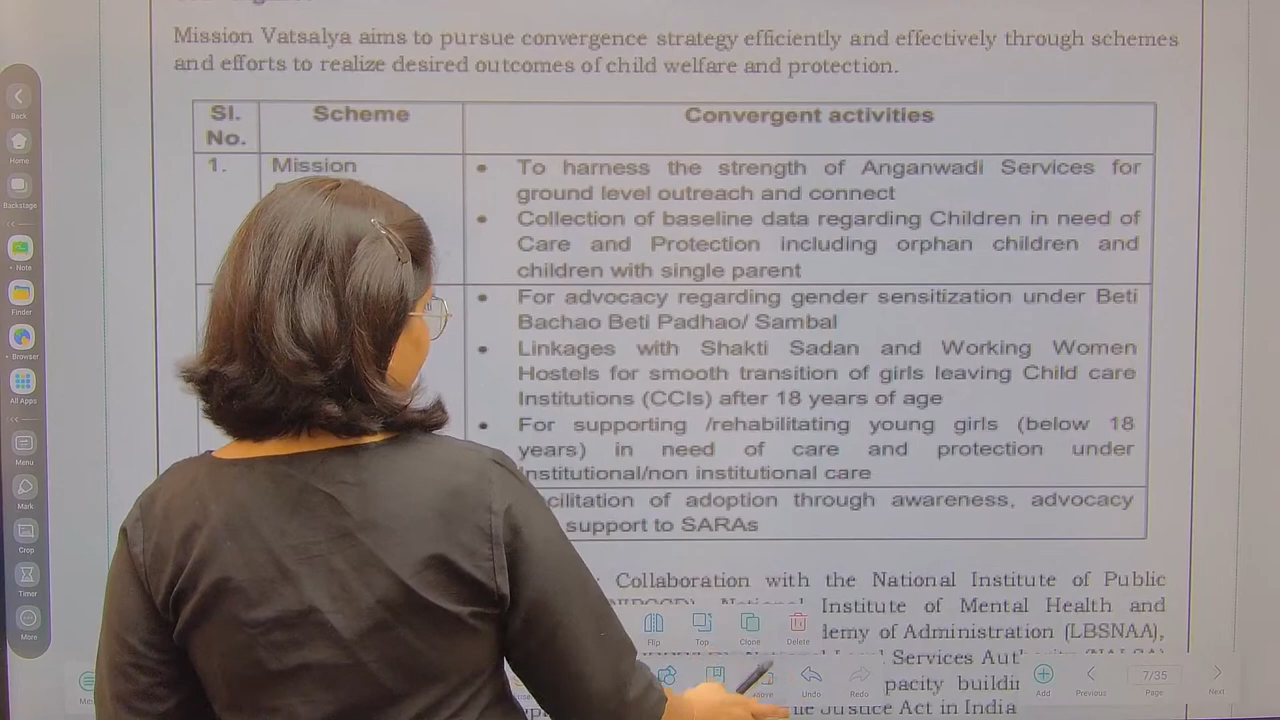 Mission Vatsalya aims to pursue convergence strategy efficiently and effectively through schemes
and efforts to realize desired outcomes of child welfare and protection.
Sl. No.
Scheme
Convergent activities
1.
Mission
• To harness the strength of Anganwadi Services for
ground level outreach and connect
• Collection of baseline data regarding Children in need of
Care and Protection including orphan children and
children with single parent
• For advocacy regarding gender sensitization under Beti
Bachao Beti Padhao/ Sambal
• Linkages with Shakti Sadan and Working Women
Hostels for smooth transition of girls leaving Child care
Institutions (CCIs) after 18 years of age
• For supporting /rehabilitating young girls (below 18
years) in need of care and protection under
Institutional/non institutional care
of adoption through awareness, advocacy
support to SARAs
Collaboration with the National Institute of Public
Institute of Mental Health and
of Administration (LBSNAA),
Services
Act in India
Back
Home
Backstage
Note
Finder
Browser
All Apps
Menu
Mark
Crop
Timer
More
Flip
Top
Clone
Delete
Undo
Redo
Add
Previous
7/35
Page
Next